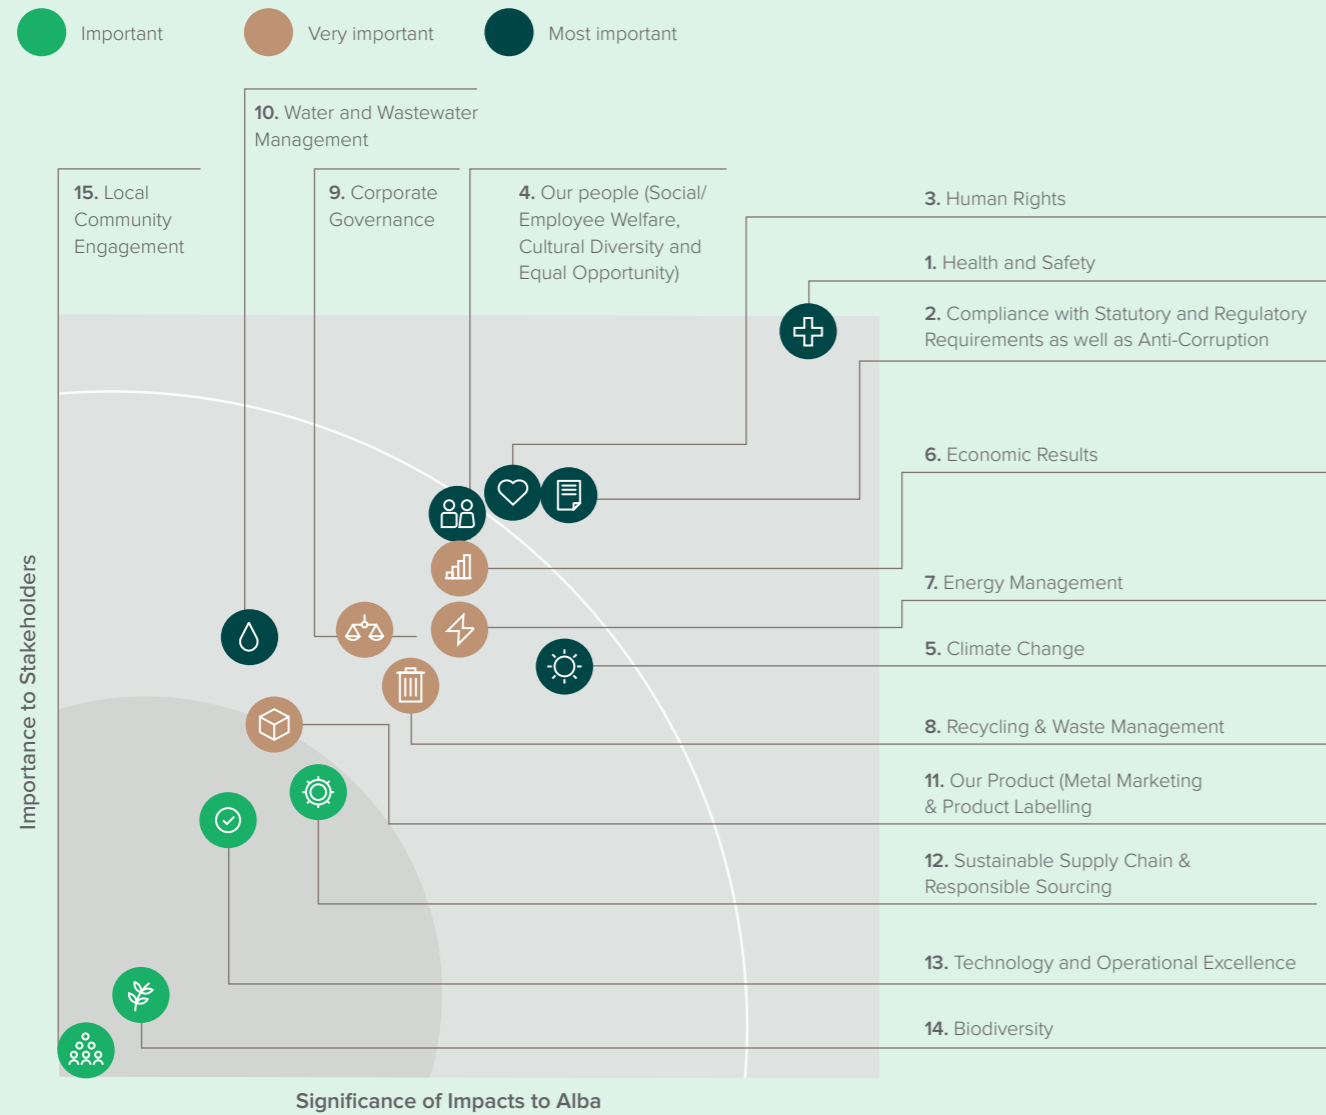 Important
Very important
Most important
10. Water and Wastewater
Management
15. Local
Community
Engagement
9. Corporate
Governance
4. Our people (Social/
Employee Welfare,
Cultural Diversity and
Equal Opportunity)
3. Human Rights
1. Health and Safety
2. Compliance with Statutory and Regulatory
Requirements as well as Anti-Corruption
6. Economic Results
7. Energy Management
5. Climate Change
8. Recycling & Waste Management
11. Our Product (Metal Marketing
& Product Labelling
12. Sustainable Supply Chain &
Responsible Sourcing
13. Technology and Operational Excellence
14. Biodiversity
Importance to Stakeholders
Significance of Impacts to Alba